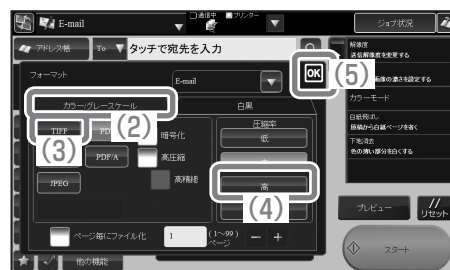 E-mail
通信中
プリンター
ジョブ状況
アドレス帳
To
タッチで宛先を入力
解像度
送信解像度を変更する
画像の濃さを設定する
フォーマット
E-mail
OK
(5)
カラー/グレースケール
白黒
カラーモード
白紙飛ばし
原稿から白紙ページを省く
下地消去
色の薄い部分を白くする
TIFF
(2)
(3)
暗号化
PDF/A
高圧縮
JPEG
高精細
圧縮率
低
高
(4)
ページ毎にファイル化
1
(1~99)
ページ
プレビュー
リセット
スタート
他の機能